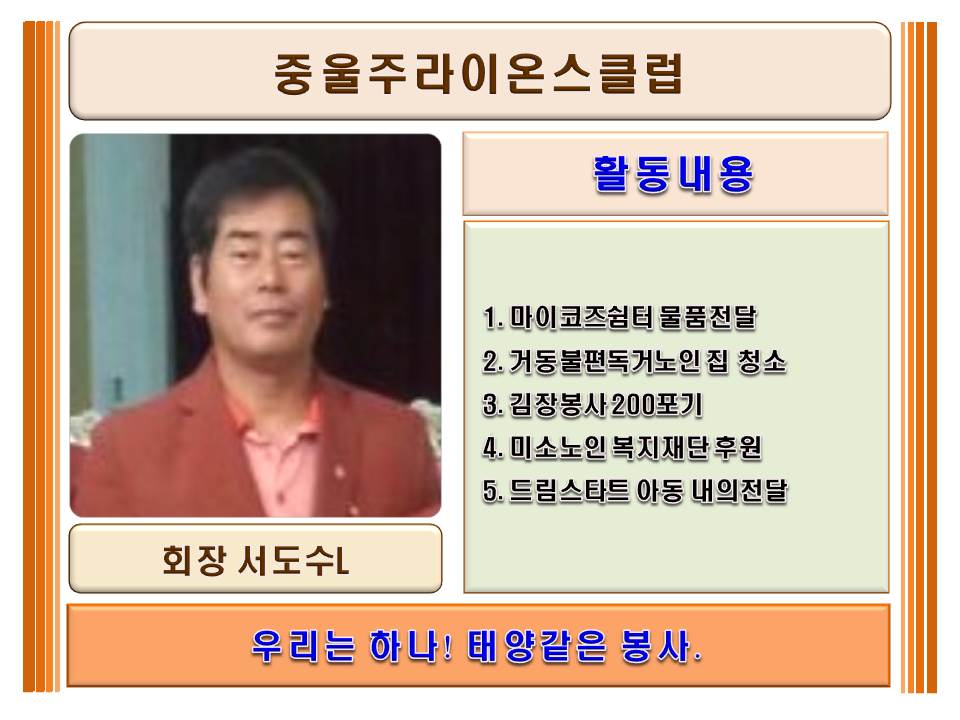 중울주라이온스클럽
활동내용
1. 마이코즈쉼터 물품전달
2. 거동불편독거노인 집 청소
3. 김장봉사 200포기
4. 미소노인 복지재단 후원
5. 드림스타트 아동 내의전달
회장 서도수L
우리는 하나! 태양같은 봉사.